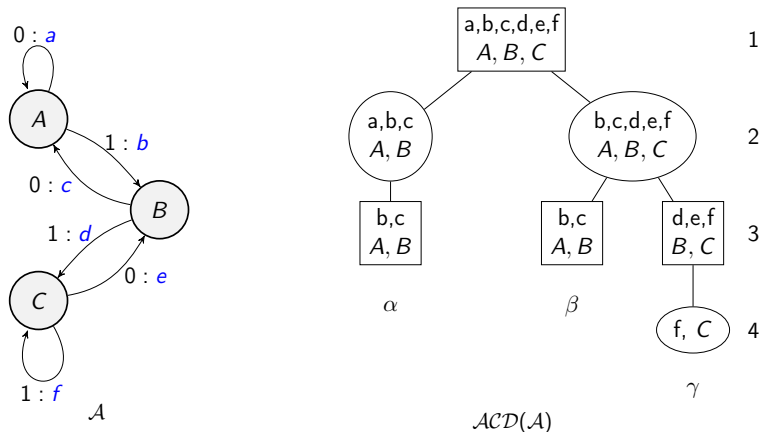 0 : a
A
1 : b
0 : c
B
1 : d
0 : e
C
1 : f
𝒜
a,b,c,d,e,f
A, B, C
1
a,b,c
A, B
b,c,d,e,f
A, B, C
2
b,c
A, B
b,c
A, B
d,e,f
B, C
3
α
β
f, C
4
γ
𝒜𝒞𝒟(𝒜)